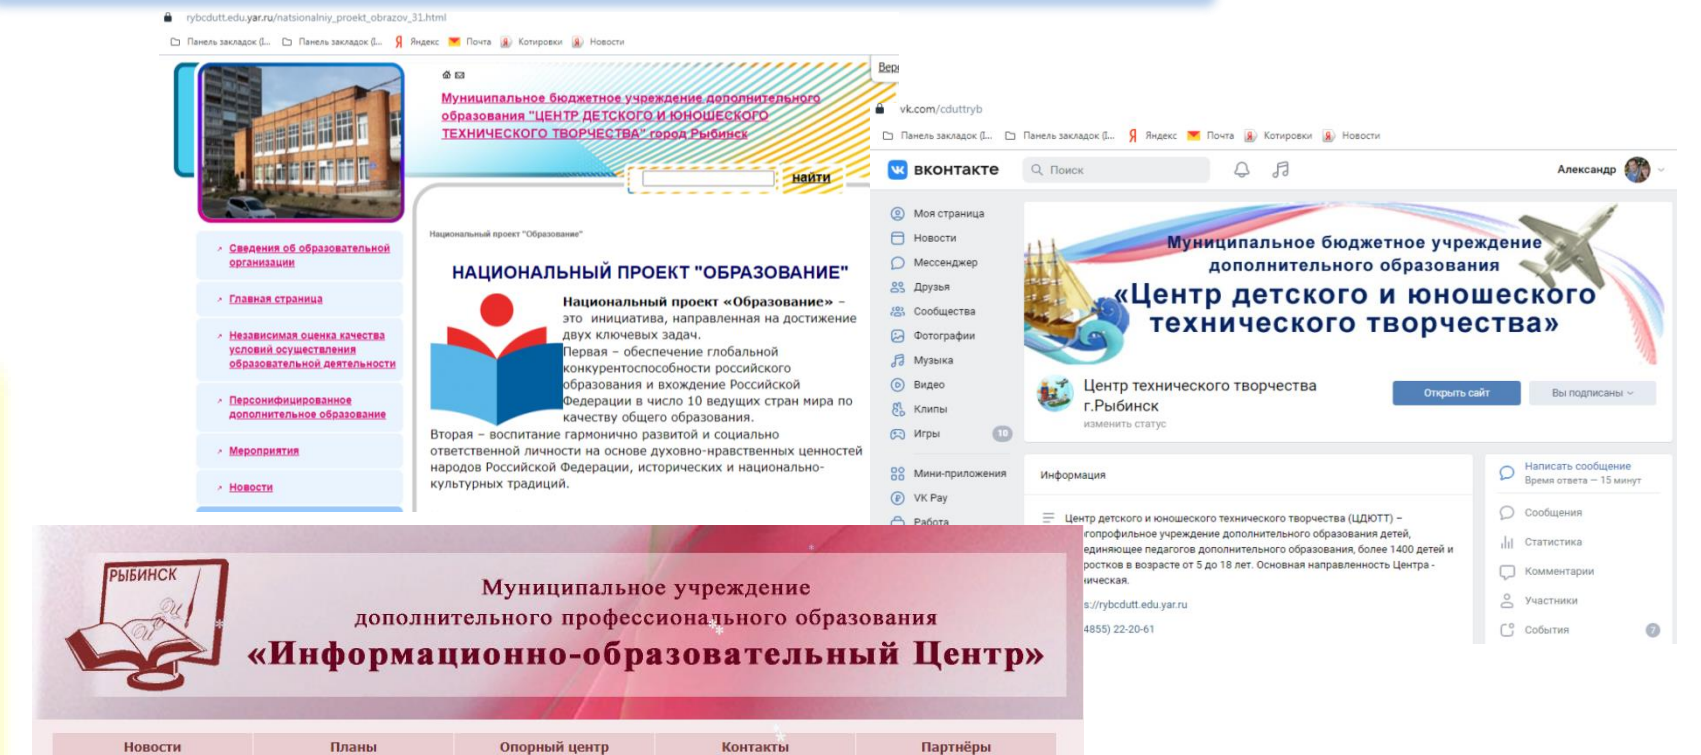 rybcdutt.edu.yar.ru/natsionalniy_proekt_obrazov_31.html
Панель закладок (I... Панель закладок (I... Яндекс Почта Котировки Новости
Муниципальное бюджетное учреждение дополнительного
образования "ЦЕНТР ДЕТСКОГО И ЮНОШЕСКОГО
ТЕХНИЧЕСКОГО ТВОРЧЕСТВА" город Рыбинск
найти
Сведения об образовательной
организации
Главная страница
Независимая оценка качества
условий осуществления
образовательной деятельности
Персонифицированное
дополнительное образование
Мероприятия
Новости
Национальный проект "Образование"
НАЦИОНАЛЬНЫЙ ПРОЕКТ "ОБРАЗОВАНИЕ"
Национальный проект «Образование» –
это инициатива, направленная на достижение
двух ключевых задач.
Первая – обеспечение глобальной
конкурентоспособности российского
образования и вхождение Российской
Федерации в число 10 ведущих стран мира по
качеству общего образования.
Вторая – воспитание гармонично развитой и социально
ответственной личности на основе духовно-нравственных ценностей
народов Российской Федерации, исторических и национально-
культурных традиций.
vk.com/cduttryb
Панель закладок (I... Панель закладок (I... Яндекс Почта Котировки Новости
вконтакте
Поиск
Александр
Моя страница
Новости
Мессенджер
Друзья
Сообщества
Фотографии
Музыка
Видео
Клипы
Игры 10
Мини-приложения
VK Pay
Работа
Муниципальное бюджетное учреждение
дополнительного образования
«Центр детского и юношеского
технического творчества»
Центр технического творчества
г.Рыбинск
изменить статус
Открыть сайт
Вы подписаны
Информация
Центр детского и юношеского технического творчества (ЦДЮТТ) –
огопрофильное учреждение дополнительного образования детей,
единяющее педагогов дополнительного образования, более 1400 детей и
ростков в возрасте от 5 до 18 лет. Основная направленность Центра -
ническая.
s://rybcdutt.edu.yar.ru
4855) 22-20-61
Написать сообщение
Время ответа — 15 минут
Сообщения
Статистика
Комментарии
Участники
События 7
РЫБИНСК
Муниципальное учреждение
дополнительного профессионального образования
«Информационно-образовательный Центр»
Новости Планы Опорный центр Контакты Партнёры